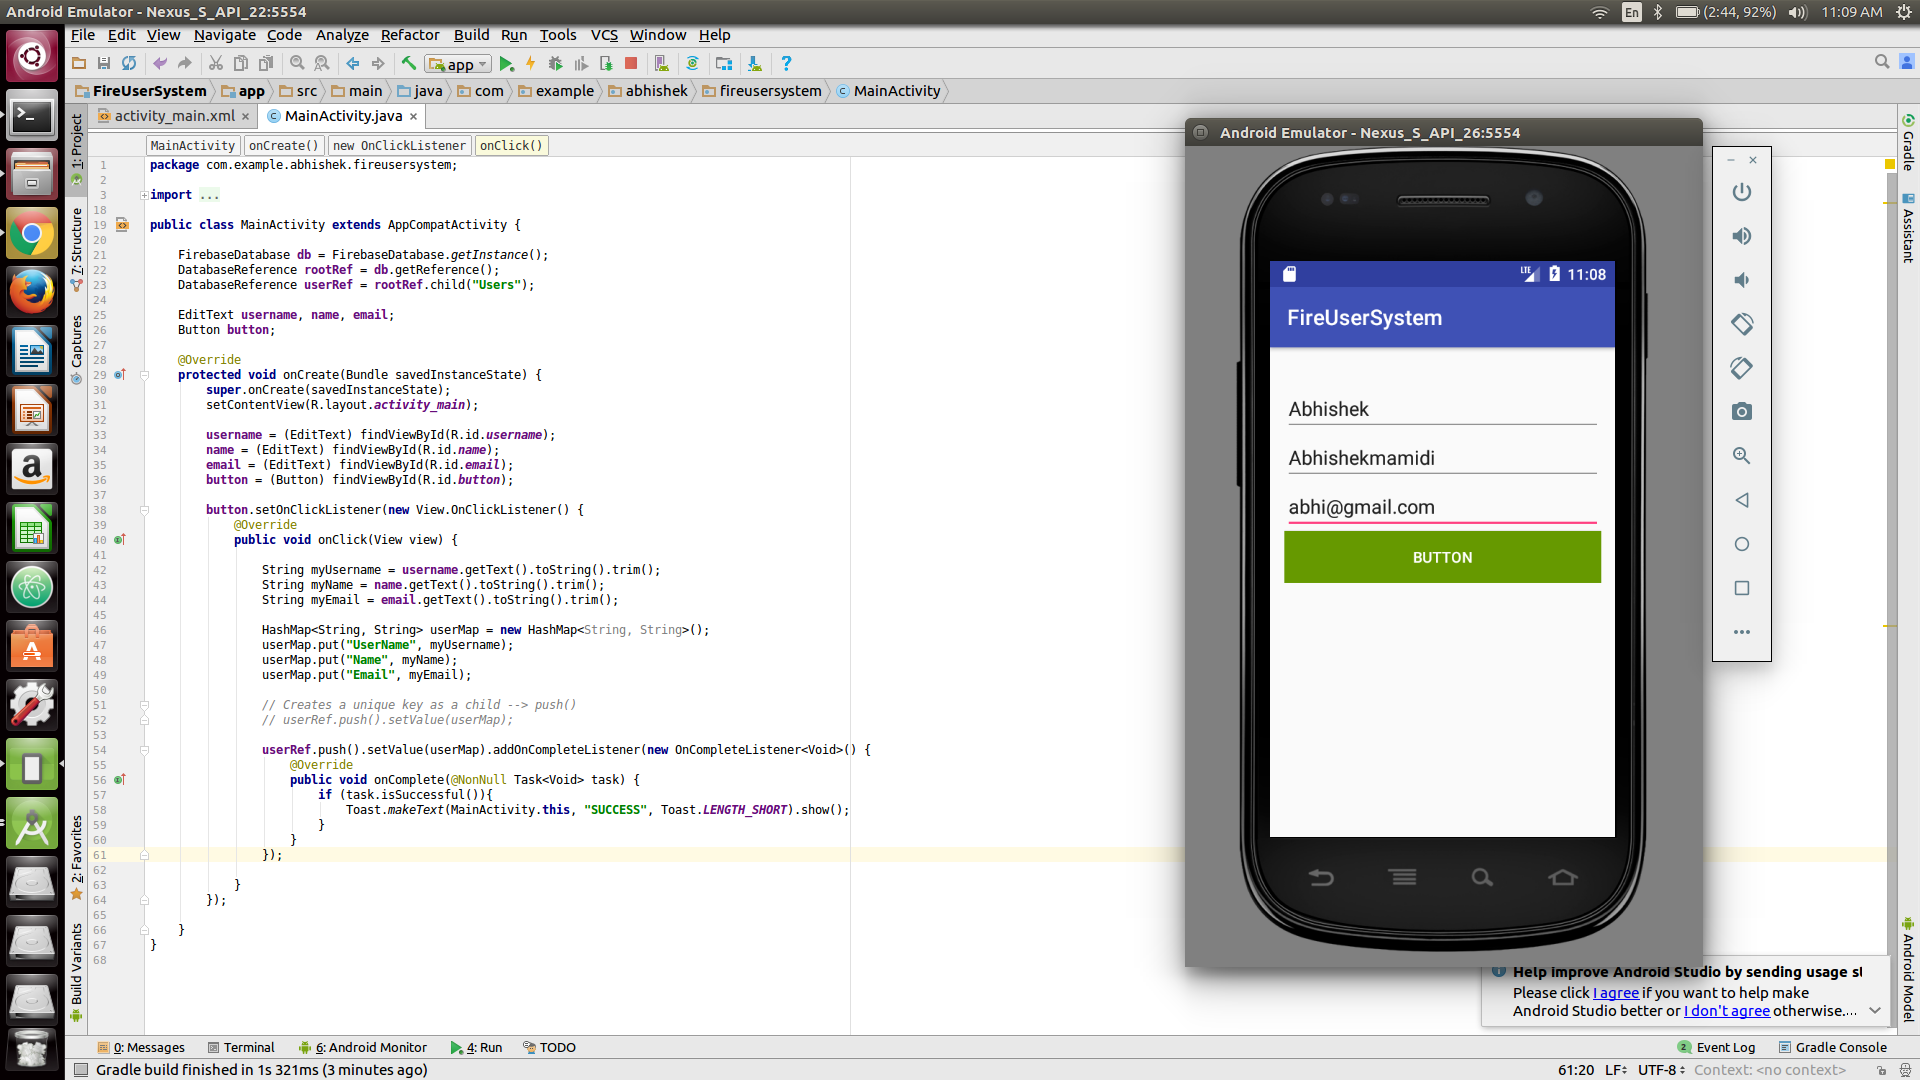 Android Emulator - Nexus_S_API_22:5554
En (2:44, 92%) 11:09 AM
File Edit View Navigate Code Analyze Refactor Build Run Tools VCS Window Help
app
FireUserSystem app src main java com example abhishek fireusersystem MainActivity
activity_main.xml MainActivity.java
MainActivity onCreate() new OnClickListener onClick()
1: Project
7: Structure
Captures
2: Favorites
Build Variants
1 package com.example.abhishek.fireusersystem;
2
3 import ...
18
19 public class MainActivity extends AppCompatActivity {
20
21 FirebaseDatabase db = FirebaseDatabase.getInstance();
22 DatabaseReference rootRef = db.getReference();
23 DatabaseReference userRef = rootRef.child("Users");
24
25 EditText username, name, email;
26 Button button;
27
28 @Override
29 protected void onCreate(Bundle savedInstanceState) {
30 super.onCreate(savedInstanceState);
31 setContentView(R.layout.activity_main);
32
33 username = (EditText) findViewById(R.id.username);
34 name = (EditText) findViewById(R.id.name);
35 email = (EditText) findViewById(R.id.email);
36 button = (Button) findViewById(R.id.button);
37
38 button.setOnClickListener(new View.OnClickListener() {
39 @Override
40 public void onClick(View view) {
41
42 String myUsername = username.getText().toString().trim();
43 String myName = name.getText().toString().trim();
44 String myEmail = email.getText().toString().trim();
45
46 HashMap<String, String> userMap = new HashMap<String, String>();
47 userMap.put("UserName", myUsername);
48 userMap.put("Name", myName);
49 userMap.put("Email", myEmail);
50
51 // Creates a unique key as a child --> push()
52 // userRef.push().setValue(userMap);
53
54 userRef.push().setValue(userMap).addOnCompleteListener(new OnCompleteListener<Void>() {
55 @Override
56 public void onComplete(@NonNull Task<Void> task) {
57 if (task.isSuccessful()){
58 Toast.makeText(MainActivity.this, "SUCCESS", Toast.LENGTH_SHORT).show();
59 }
60 }
61 });
62
63 }
64 });
65
66 }
67 }
68
Android Emulator - Nexus_S_API_26:5554
LTE 11:08
FireUserSystem
Abhishek
Abhishekmamidi
abhi@gmail.com
BUTTON
Gradle
Assistant
Android Model
Help improve Android Studio by sending usage st
Please click I agree if you want to help make
Android Studio better or I don't agree otherwise....
0: Messages Terminal 6: Android Monitor 4: Run TODO 2 Event Log Gradle Console
Gradle build finished in 1s 321ms (3 minutes ago) 61:20 LF UTF-8 Context: <no context>